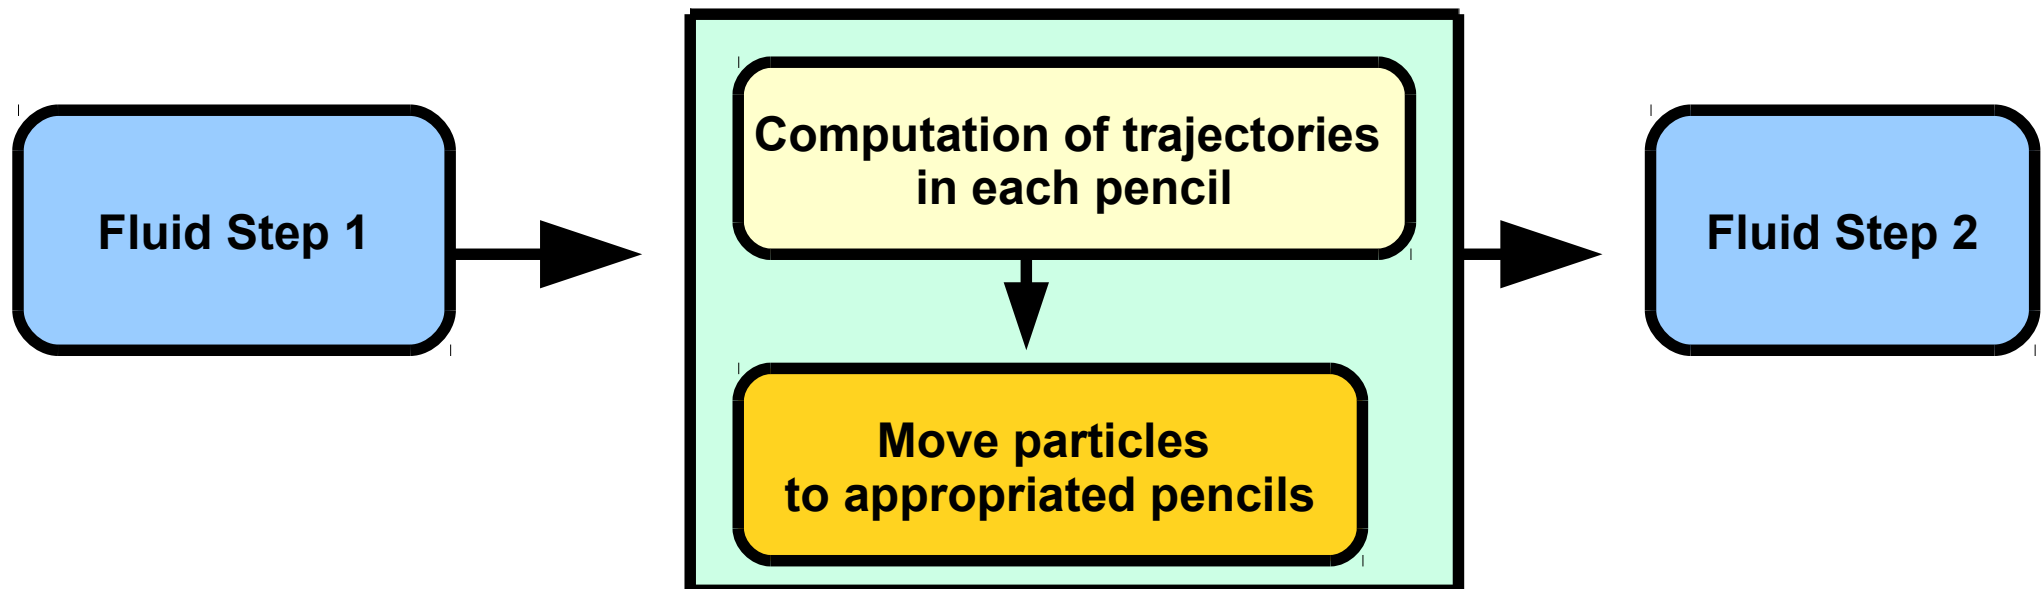 Fluid Step 1
Computation of trajectories
in each pencil
Move particles
to appropriated pencils
Fluid Step 2